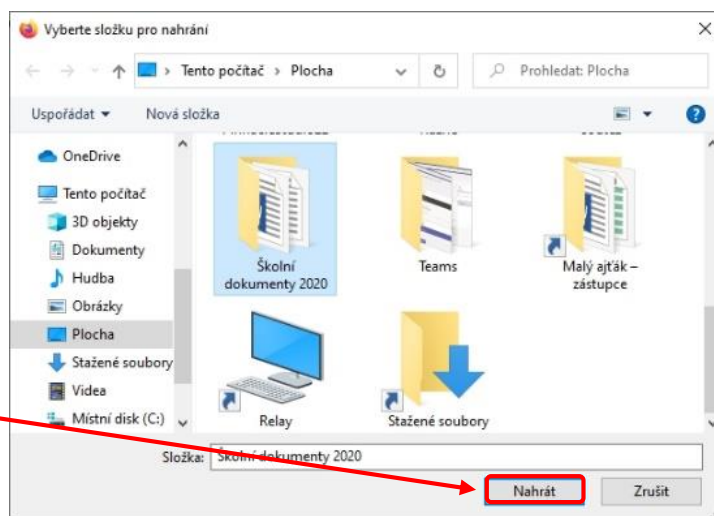 Vyberte složku pro nahrání
Tento počítač > Plocha
Prohledat: Plocha
Uspořádat
Nová složka
OneDrive
Tento počítač
3D objekty
Dokumenty
Hudba
Obrázky
Plocha
Stažené soubory
Videa
Místní disk (C:)
Školní
dokumenty 2020
Teams
Malý ajťák –
zástupce
Relay
Stažené soubory
Složka: Školní dokumenty 2020
Nahrát
Zrušit